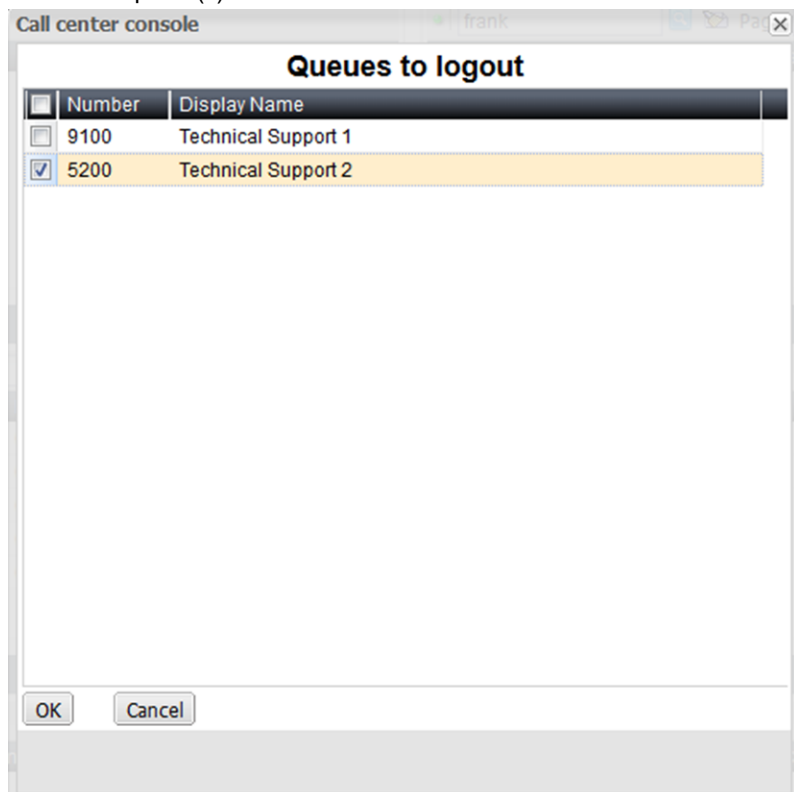 Call center console
frank
Queues to logout
Number Display Name
9100 Technical Support 1
5200 Technical Support 2
OK Cancel